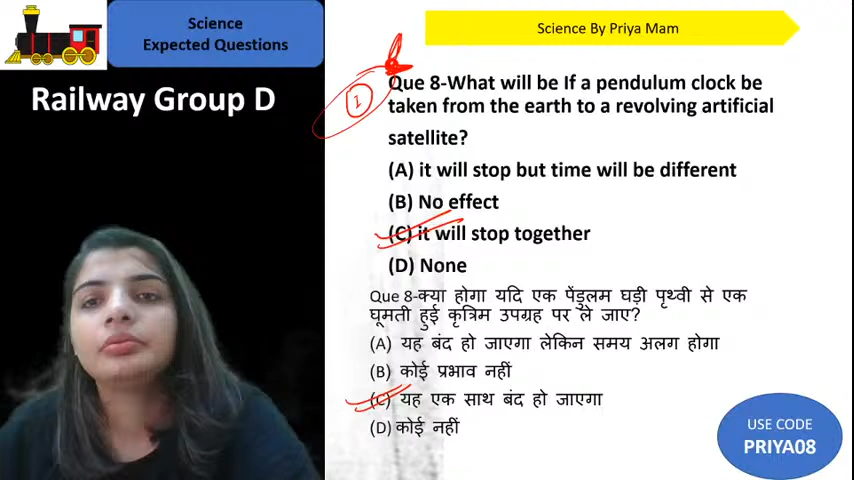 Science
Expected Questions
Railway Group D
Science By Priya Mam
1
Que 8-What will be If a pendulum clock be
taken from the earth to a revolving artificial
satellite?
(A) it will stop but time will be different
(B) No effect
(C) it will stop together
(D) None
Que 8-क्या होगा यदि एक पेंडुलम घड़ी पृथ्वी से एक
घूमती हुई कृत्रिम उपग्रह पर ले जाए?
(A) यह बंद हो जाएगा लेकिन समय अलग होगा
(B) कोई प्रभाव नहीं
(C) यह एक साथ बंद हो जाएगा
(D) कोई नहीं
USE CODE
PRIYA08